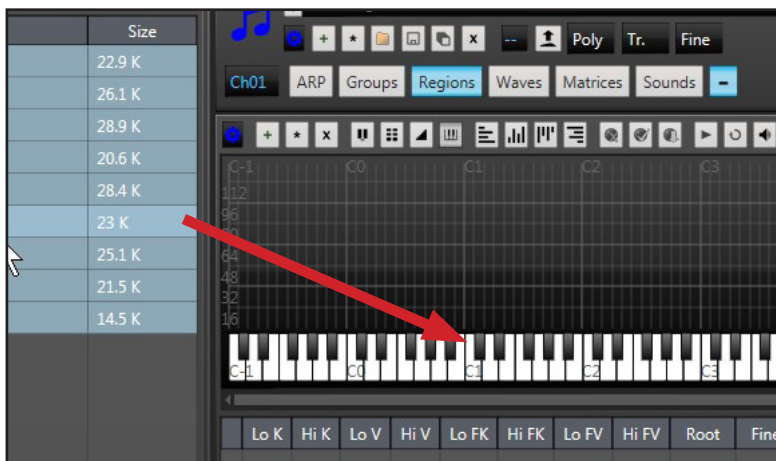 Size
22.9 K
26.1 K
28.9 K
20.6 K
28.4 K
23 K
25.1 K
21.5 K
14.5 K
-- Poly Tr. Fine
Ch01 ARP Groups Regions Waves Matrices Sounds -
C-1 C0 C1 C2 C3
112
96
64
48
32
16
C-1 C0 C1 C2 C3
Lo K Hi K Lo V Hi V Lo FK Hi FK Lo FV Hi FV Root Fine